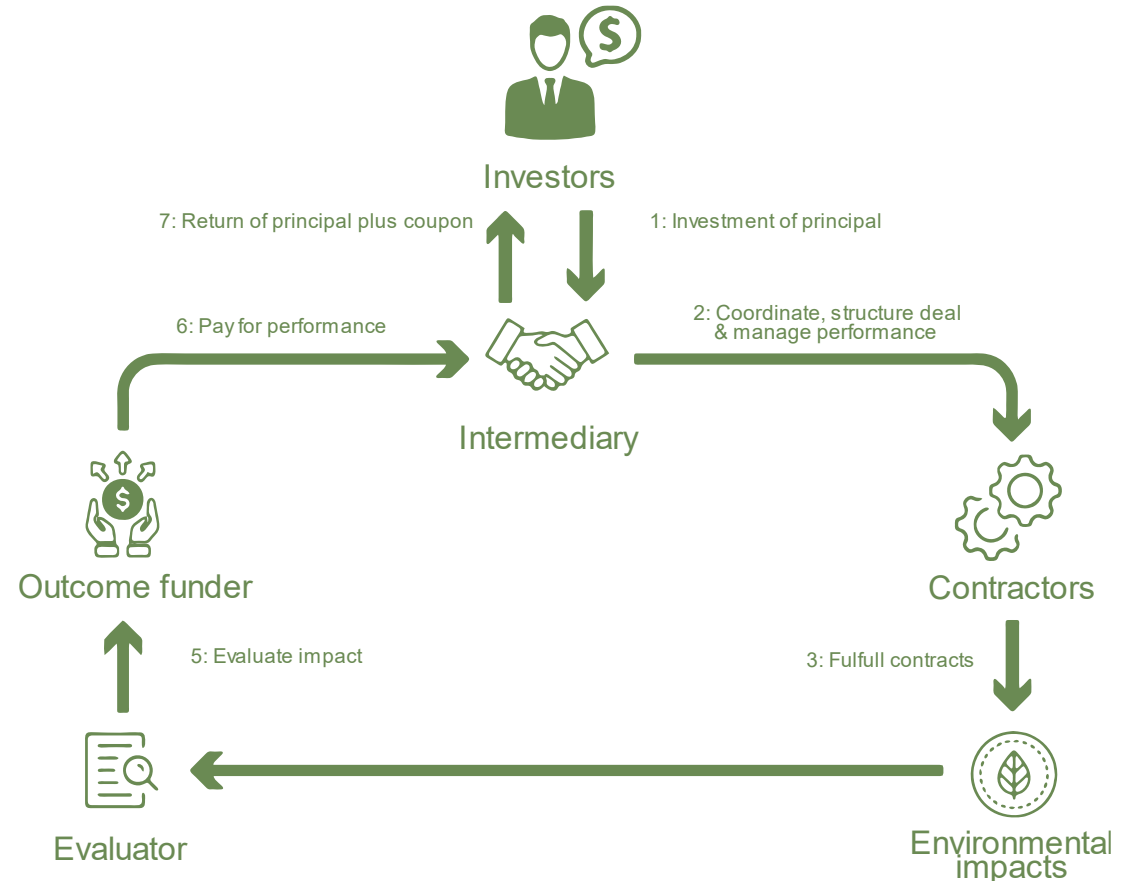 $
Investors
7: Return of principal plus coupon
1: Investment of principal
6: Pay for performance
2: Coordinate, structure deal
& manage performance
Intermediary
$
Outcome funder
Contractors
5: Evaluate impact
3: Fulfull contracts
Evaluator
Environmental
impacts